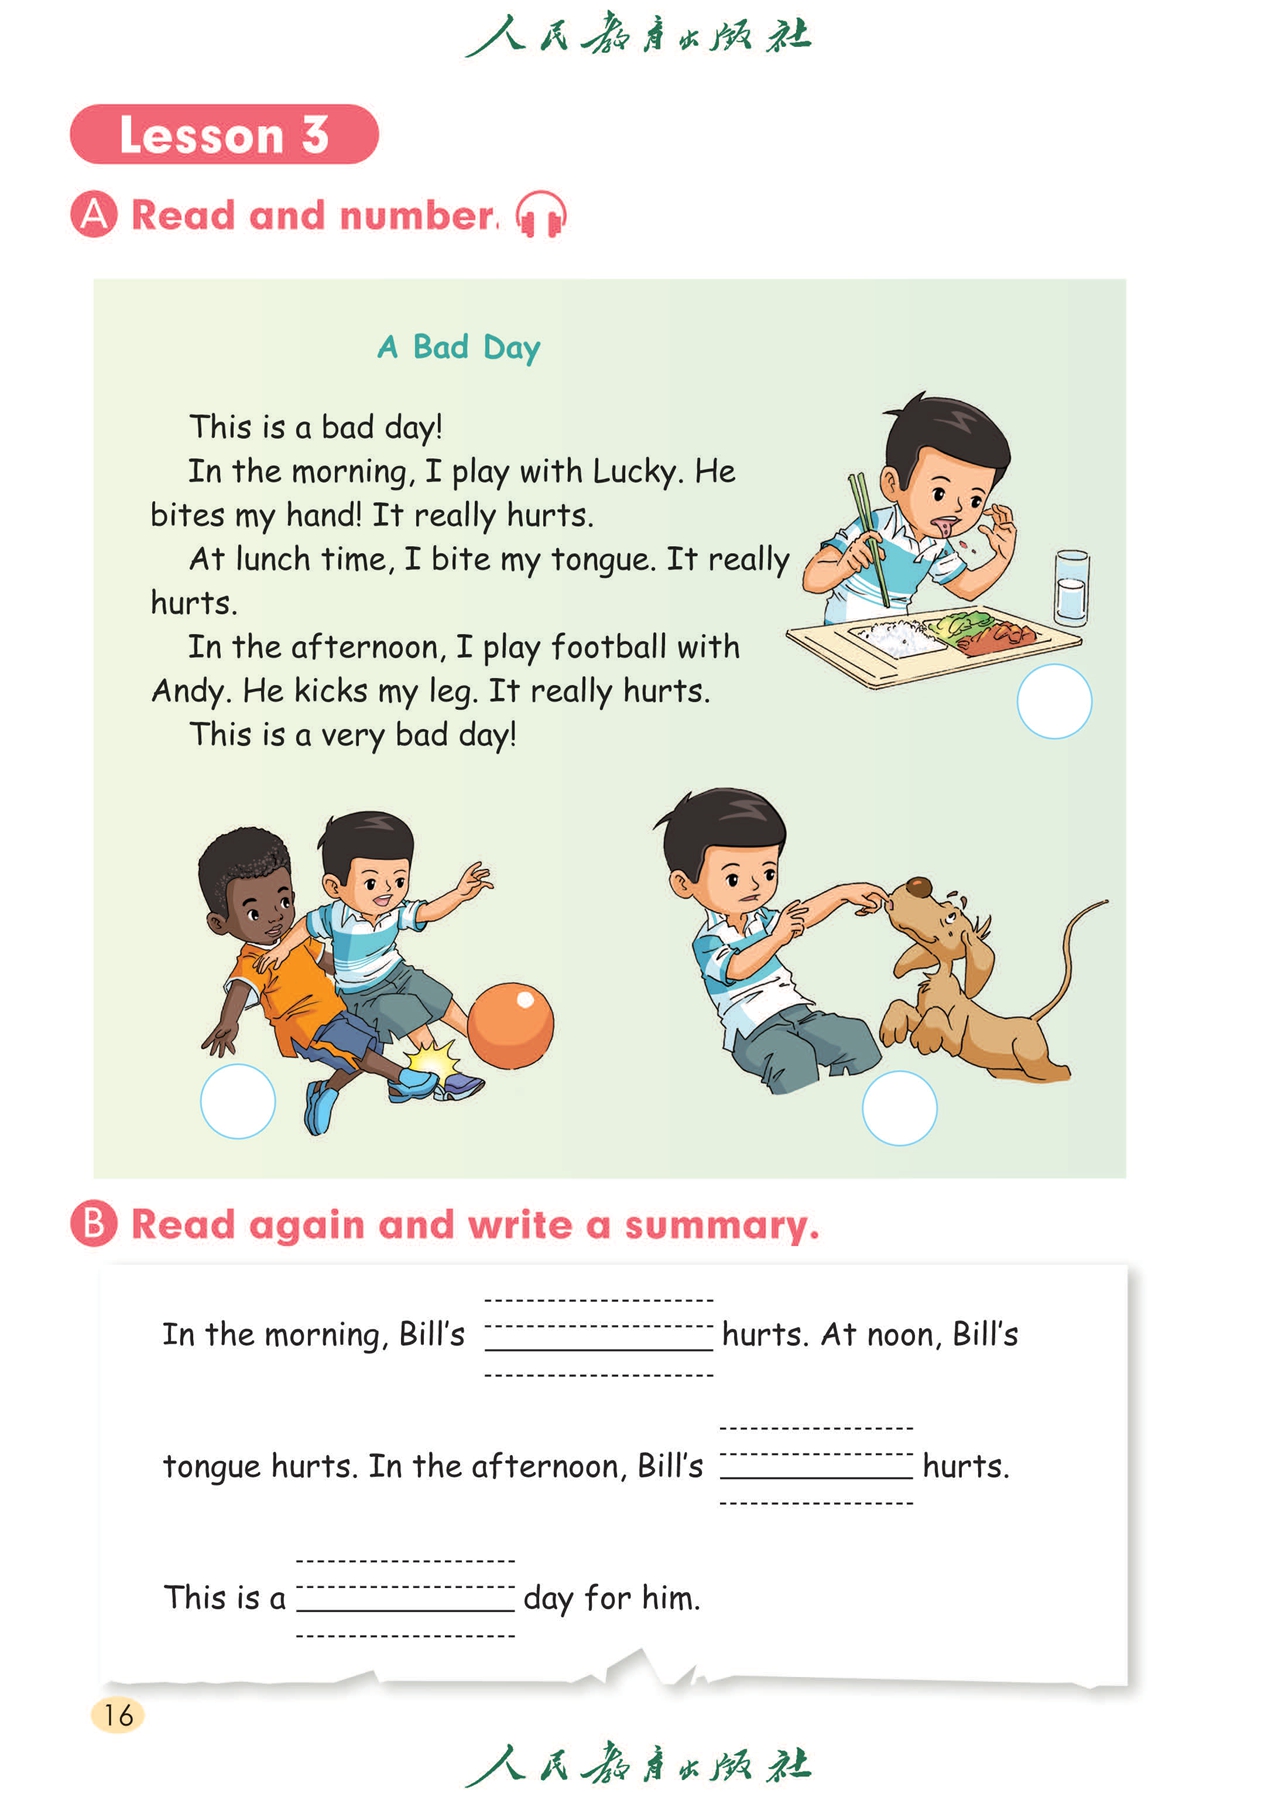 人民教育出版社
Lesson 3
A Read and number.
A Bad Day
This is a bad day!
In the morning, I play with Lucky. He
bites my hand! It really hurts.
At lunch time, I bite my tongue. It really
hurts.
In the afternoon, I play football with
Andy. He kicks my leg. It really hurts.
This is a very bad day!
B Read again and write a summary.
In the morning, Bill's hurts. At noon, Bill's
tongue hurts. In the afternoon, Bill's hurts.
This is a day for him.
16
人民教育出版社